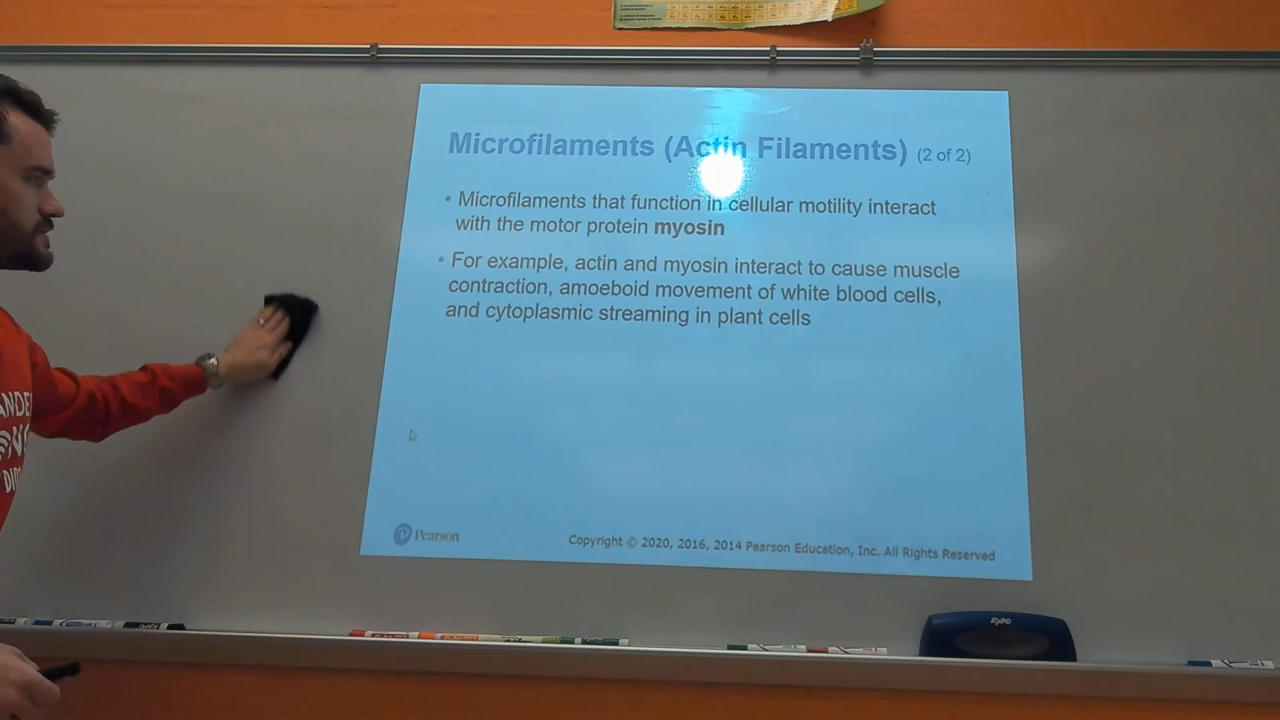 Microfilaments (Actin Filaments) (2 of 2)
• Microfilaments that function in cellular motility interact
with the motor protein myosin
• For example, actin and myosin interact to cause muscle
contraction, amoeboid movement of white blood cells,
and cytoplasmic streaming in plant cells
Pearson
Copyright © 2020, 2016, 2014 Pearson Education, Inc. All Rights Reserved
EXPO